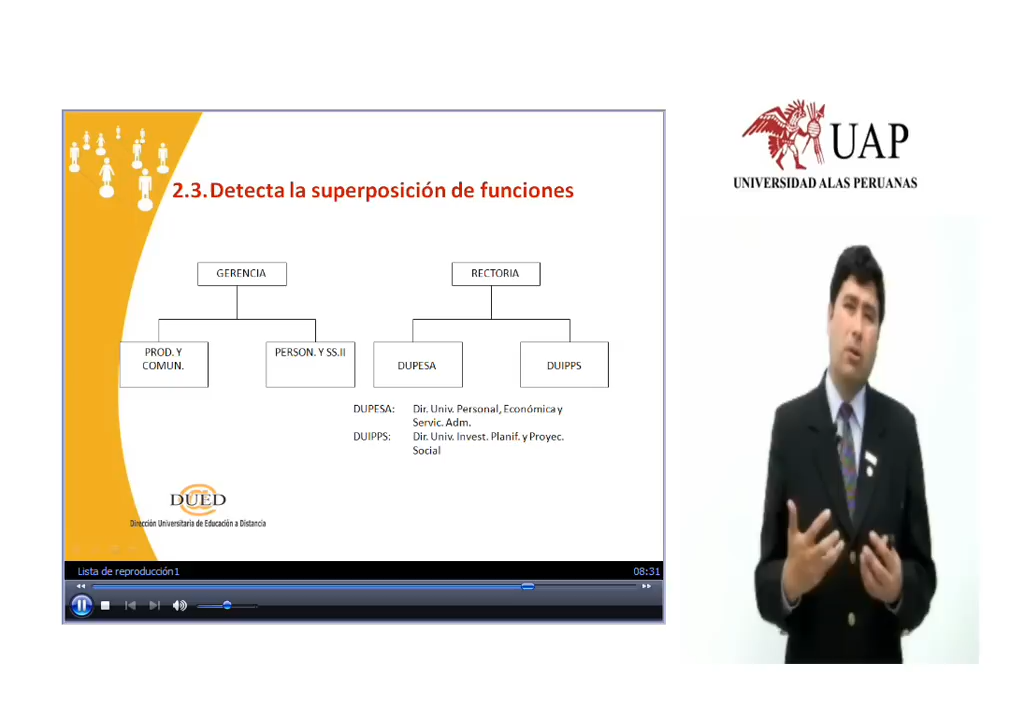 2.3.Detecta la superposición de funciones
GERENCIA
RECTORIA
PROD. Y
COMUN.
PERSON. Y SS.II
DUPESA
DUIPPS
DUPESA: Dir. Univ. Personal, Económica y
Servic. Adm.
DUIPPS: Dir. Univ. Invest. Planif. y Proyec.
Social
DUED
Dirección Universitaria de Educación a Distancia
Lista de reproducción1
08:31
UAP
UNIVERSIDAD ALAS PERUANAS